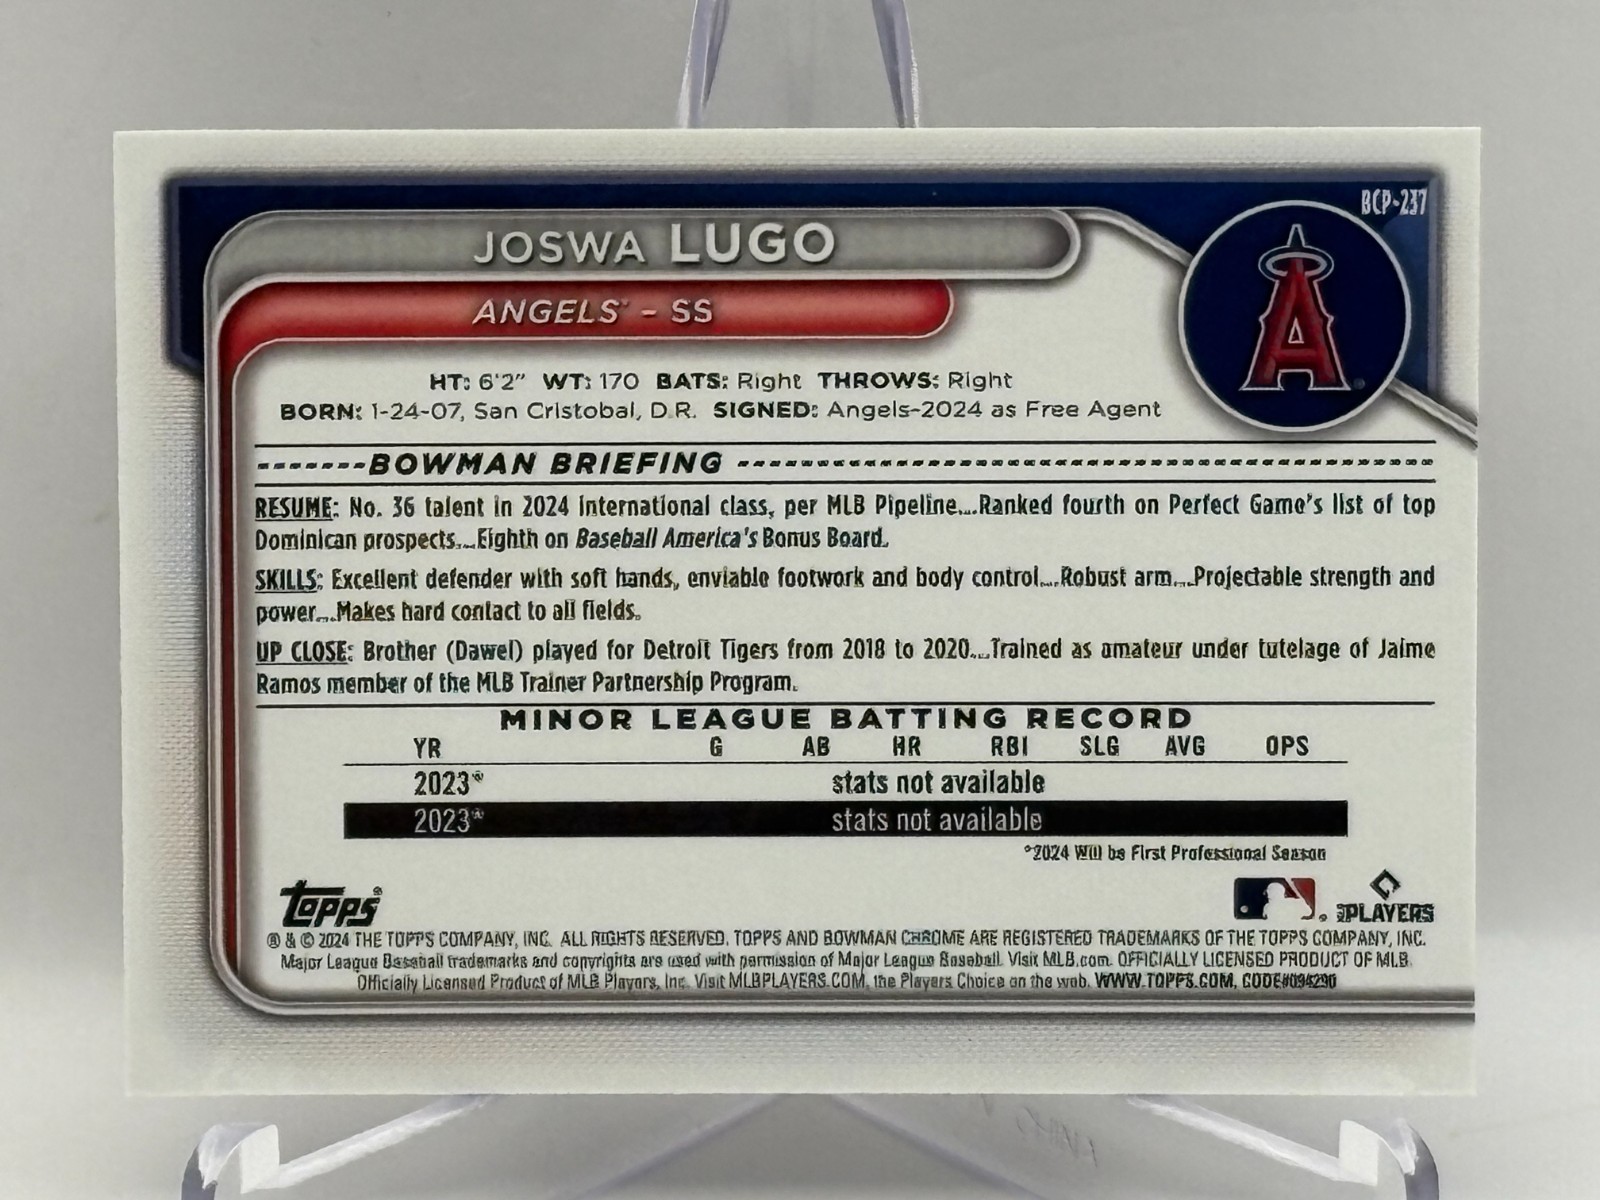 BCP-237
JOSWA LUGO
ANGELS® - SS
HT: 6'2" WT: 170 BATS: Right THROWS: Right
BORN: 1-24-07, San Cristobal, D.R. SIGNED: Angels-2024 as Free Agent
BOWMAN BRIEFING
RESUME: No. 36 talent in 2024 international class, per MLB Pipeline...Ranked fourth on Perfect Game's list of top
Dominican prospects...Eighth on Baseball America's Bonus Board.
SKILLS: Excellent defender with soft hands, enviable footwork and body control...Robust arm...Projectable strength and
power...Makes hard contact to all fields.
UP CLOSE: Brother (Dawel) played for Detroit Tigers from 2018 to 2020...Trained as amateur under tutelage of Jaime
Ramos member of the MLB Trainer Partnership Program.
MINOR LEAGUE BATTING RECORD
YR G AB HR RBI SLG AVG OPS
2023* stats not available
2023* stats not available
*2024 Will be First Professional Season
Topps®
A
PLAYERS
® & © 2024 THE TOPPS COMPANY, INC. ALL RIGHTS RESERVED. TOPPS AND BOWMAN CHROME ARE REGISTERED TRADEMARKS OF THE TOPPS COMPANY, INC.
Major League Baseball trademarks and copyrights are used with permission of Major League Baseball. Visit MLB.com. OFFICIALLY LICENSED PRODUCT OF MLB.
Officially Licensed Product of MLB Players, Inc. Visit MLBPLAYERS.COM, the Players Choice on the web. WWW.TOPPS.COM, CODE#094290